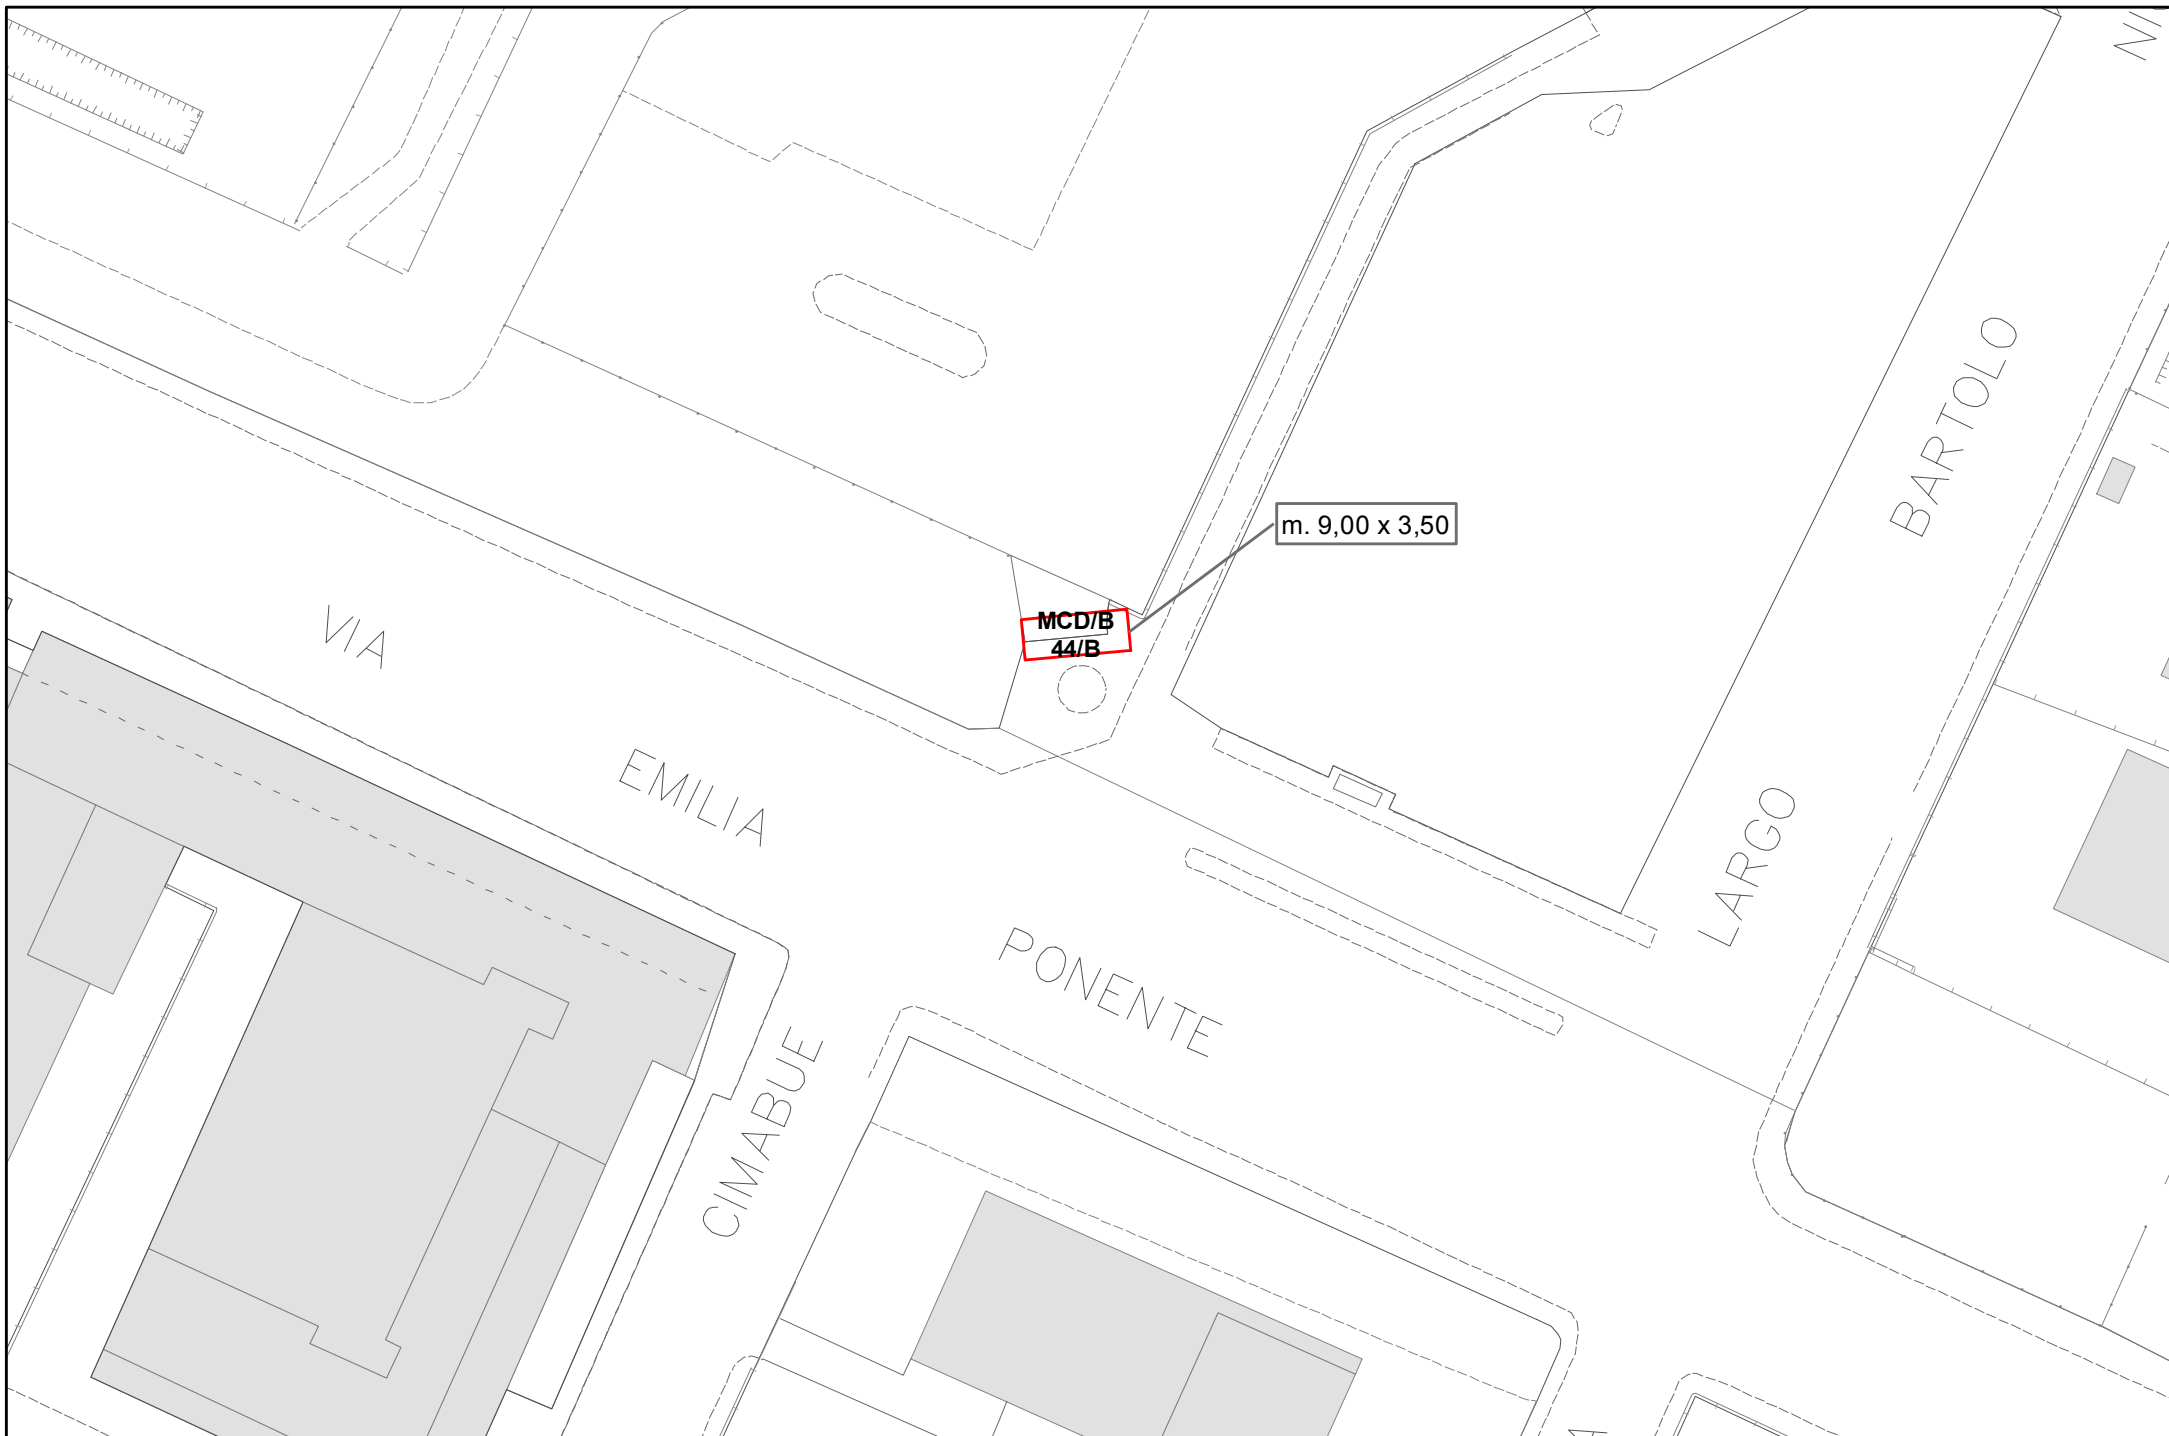 BARTOLO
m. 9,00 x 3,50
MCD/B
44/B
VIA
EMILIA
LARGO
PONENTE
CIMABUE